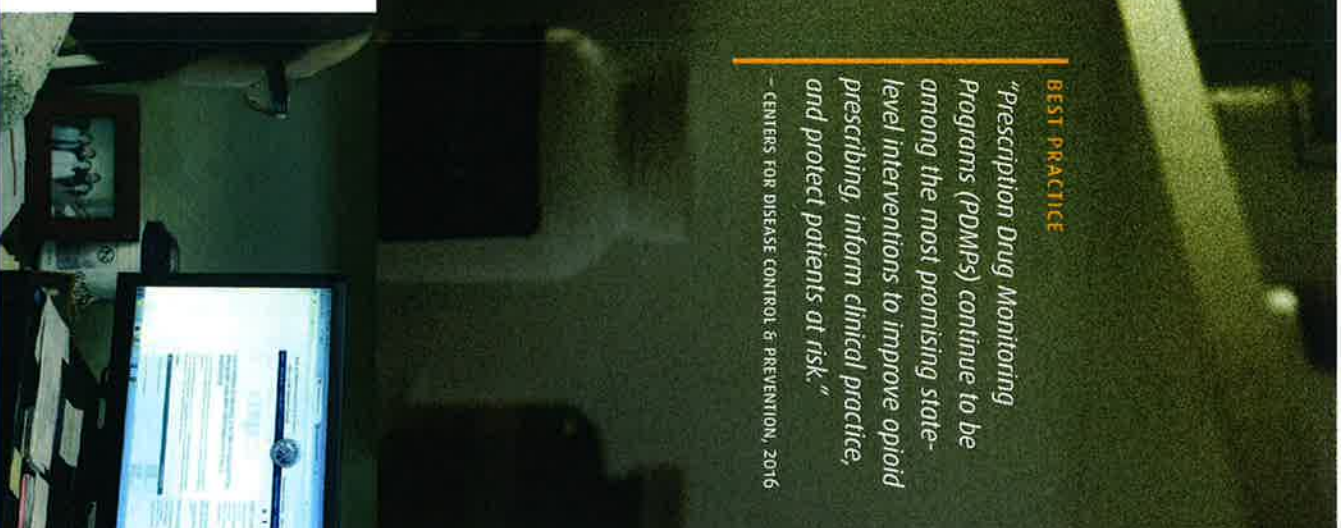 BEST PRACTICE
“Prescription Drug Monitoring
Programs (PDMPs) continue to be
among the most promising state-
level interventions to improve opioid
prescribing, inform clinical practice,
and protect patients at risk.”
– CENTERS FOR DISEASE CONTROL & PREVENTION, 2016